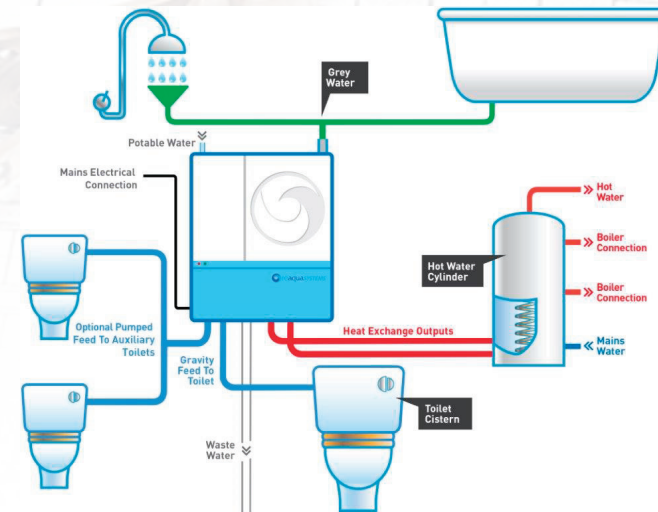 Grey
Water
Potable Water
Mains Electrical
Connection
Hot
Water
Boiler
Connection
Hot Water
Cylinder
Boiler
Connection
Optional Pumped
Feed To Auxiliary
Toilets
Heat Exchange Outputs
Mains
Water
Gravity
Feed To
Toilet
Toilet
Cistern
Waste
Water